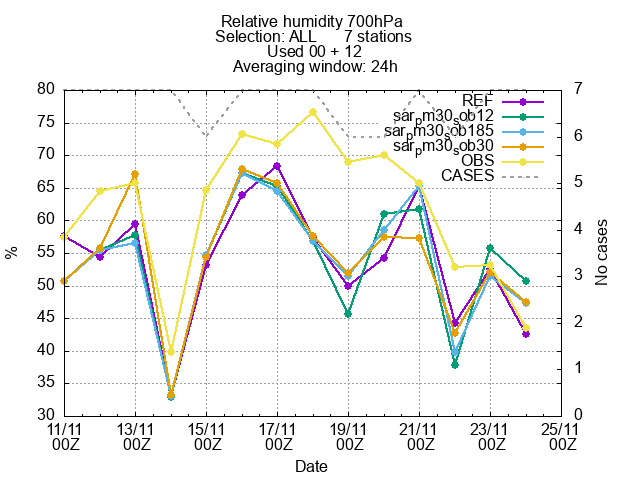 Relative humidity 700hPa
Selection: ALL 7 stations
Used 00 + 12
Averaging window: 24h
REF
sar_pm30_sob12
sar_pm30_sob185
sar_pm30_sob30
OBS
CASES
80
75
70
65
60
55
50
45
40
35
30
%
7
6
5
4
3
2
1
0
No cases
11/11 13/11 15/11 17/11 19/11 21/11 23/11 25/11
00Z 00Z 00Z 00Z 00Z 00Z 00Z 00Z
Date